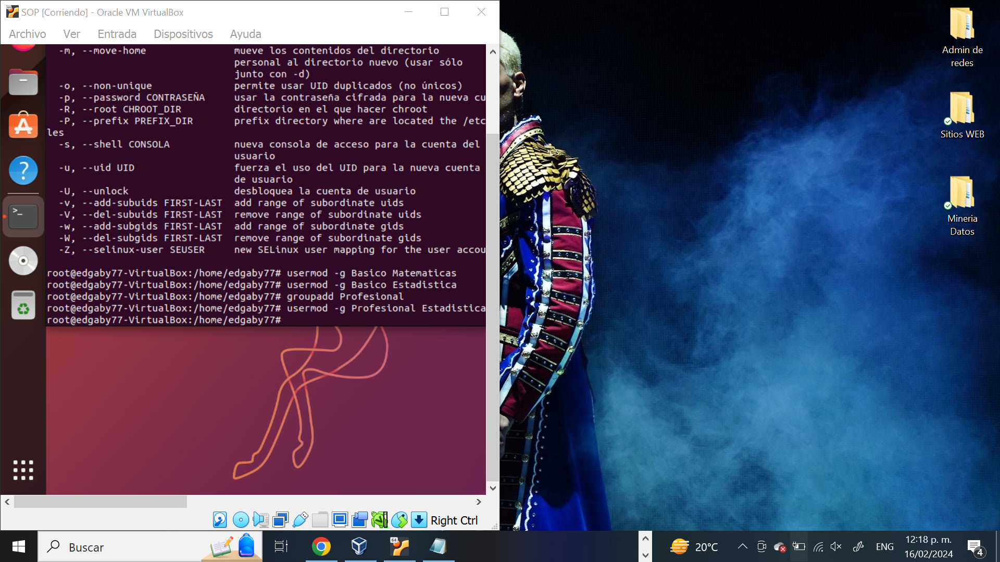 SOP [Corriendo] - Oracle VM VirtualBox
Archivo Ver Entrada Dispositivos Ayuda
-m, --move-home mueve los contenidos del directorio
personal al directorio nuevo (usar sólo
junto con -d)
-o, --non-unique permite usar UID duplicados (no únicos)
-p, --password CONTRASEÑA usar la contraseña cifrada para la nueva cu
-R, --root CHROOT_DIR directorio en el que hacer chroot
-P, --prefix PREFIX_DIR prefix directory where are located the /etc
les
-s, --shell CONSOLA nueva consola de acceso para la cuenta del
usuario
-u, --uid UID fuerza el uso del UID para la nueva cuenta
de usuario
-U, --unlock desbloquea la cuenta de usuario
-v, --add-subuids FIRST-LAST add range of subordinate uids
-V, --del-subuids FIRST-LAST remove range of subordinate uids
-w, --add-subgids FIRST-LAST add range of subordinate gids
-W, --del-subgids FIRST-LAST remove range of subordinate gids
-Z, --selinux-user SEUSER new SELinux user mapping for the user accou
root@edgaby77-VirtualBox:/home/edgaby77# usermod -g Basico Matematicas
root@edgaby77-VirtualBox:/home/edgaby77# usermod -g Basico Estadistica
root@edgaby77-VirtualBox:/home/edgaby77# groupadd Profesional
root@edgaby77-VirtualBox:/home/edgaby77# usermod -g Profesional Estadistica
root@edgaby77-VirtualBox:/home/edgaby77#
Right Ctrl
Admin de
redes
Sitios WEB
Mineria
Datos
Buscar
64
20°C
ENG
12:18 p. m.
16/02/2024
4